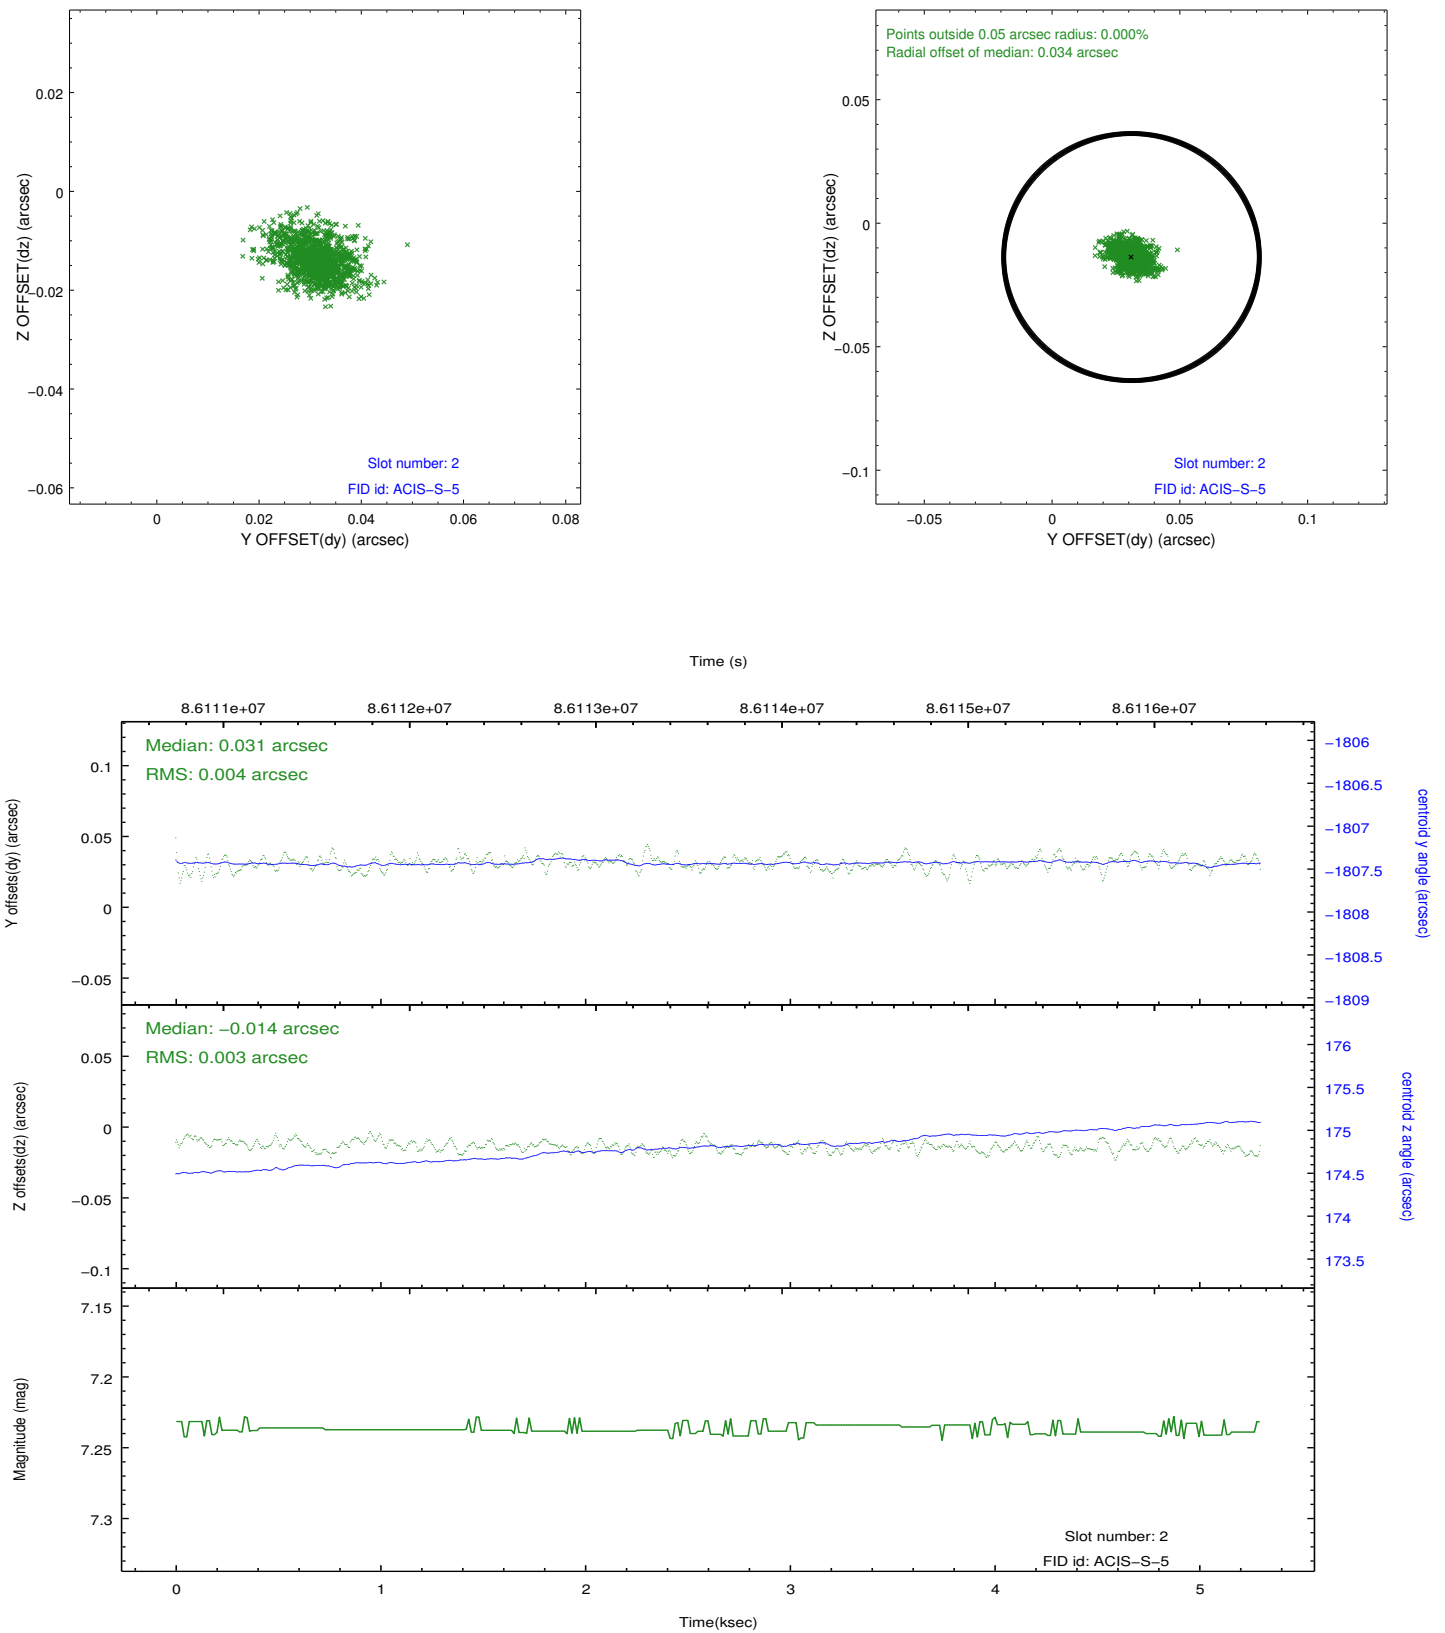 0.02
0
−0.02
−0.04
−0.06
Z OFFSET(dz) (arcsec)
Slot number: 2
FID id: ACIS−S−5
0
0.02
0.04
0.06
0.08
Y OFFSET(dy) (arcsec)
Points outside 0.05 arcsec radius: 0.000%
Radial offset of median: 0.034 arcsec
0.05
0
−0.05
−0.1
Z OFFSET(dz) (arcsec)
Slot number: 2
FID id: ACIS−S−5
−0.05
0
0.05
0.1
Y OFFSET(dy) (arcsec)
Time (s)
8.6111e+07
8.6112e+07
8.6113e+07
8.6114e+07
8.6115e+07
8.6116e+07
Median: 0.031 arcsec
RMS: 0.004 arcsec
0.1
0.05
0
−0.05
Y offsets(dy) (arcsec)
−1806
−1806.5
−1807
−1807.5
−1808
−1808.5
−1809
centroid y angle (arcsec)
Median: −0.014 arcsec
RMS: 0.003 arcsec
0.05
0
−0.05
−0.1
Z offsets(dz) (arcsec)
176
175.5
175
174.5
174
173.5
centroid z angle (arcsec)
7.15
7.2
7.25
7.3
Magnitude (mag)
Slot number: 2
FID id: ACIS−S−5
0
1
2
3
4
5
Time(ksec)